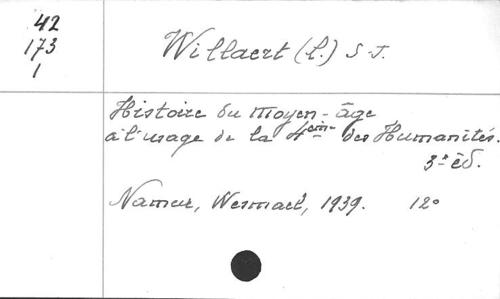 42
173
1
Willaert (L.) S.J.
Histoire du moyen-âge
à l'usage de la 4ème des Humanités.
3e éd.
Namur, Wesmael, 1939. 12°